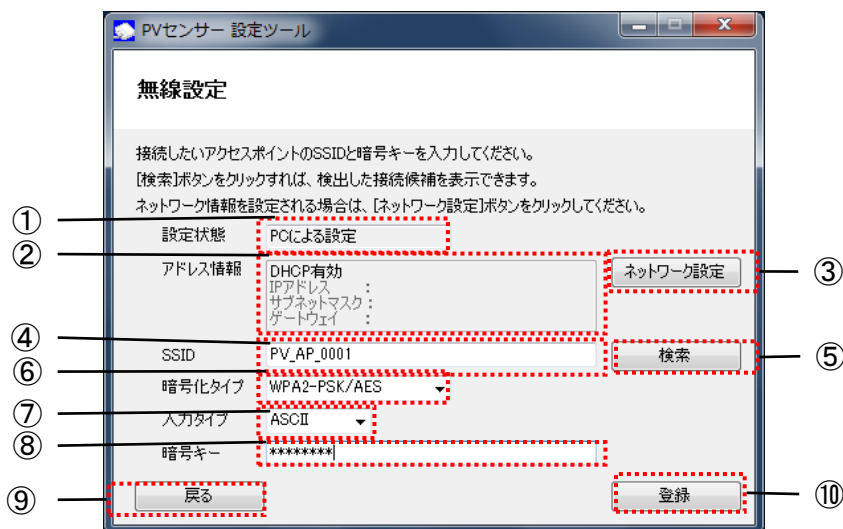 PVセンサー 設定ツール
無線設定
接続したいアクセスポイントのSSIDと暗号キーを入力してください。
[検索]ボタンをクリックすれば、検出した接続候補を表示できます。
ネットワーク情報を設定される場合は、[ネットワーク設定]ボタンをクリックしてください。
① 設定状態 PCによる設定
② アドレス情報 DHCP有効 ネットワーク設定 ③
IPアドレス :
サブネットマスク :
ゲートウェイ :
④ SSID PV_AP_0001 検索 ⑤
⑥ 暗号化タイプ WPA2-PSK/AES
⑦ 入力タイプ ASCII
⑧ 暗号キー ********
⑨ 戻る 登録 ⑩